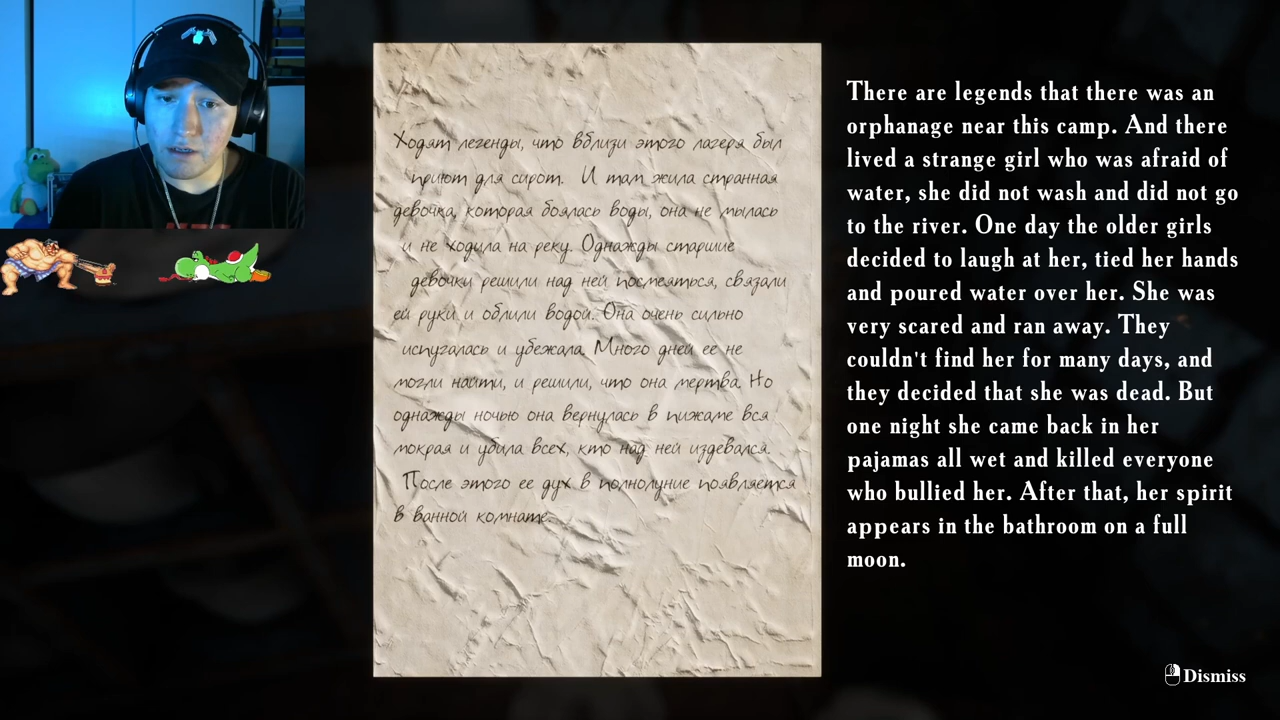 Ходят легенды, что вблизи этого лагеря был
приют для сирот. И там жила странная
девочка, которая боялась воды, она не мылась
и не ходила на реку. Однажды старшие
девочки решили над ней посмеяться, связали
ей руки и облили водой. Она очень сильно
испугалась и убежала. Много дней ее не
могли найти, и решили, что она мертва. Но
однажды ночью она вернулась в пижаме вся
мокрая и убила всех, кто над ней издевался.
После этого ее дух в полнолуние появляется
в ванной комнате.
There are legends that there was an
orphanage near this camp. And there
lived a strange girl who was afraid of
water, she did not wash and did not go
to the river. One day the older girls
decided to laugh at her, tied her hands
and poured water over her. She was
very scared and ran away. They
couldn't find her for many days, and
they decided that she was dead. But
one night she came back in her
pajamas all wet and killed everyone
who bullied her. After that, her spirit
appears in the bathroom on a full
moon.
Dismiss